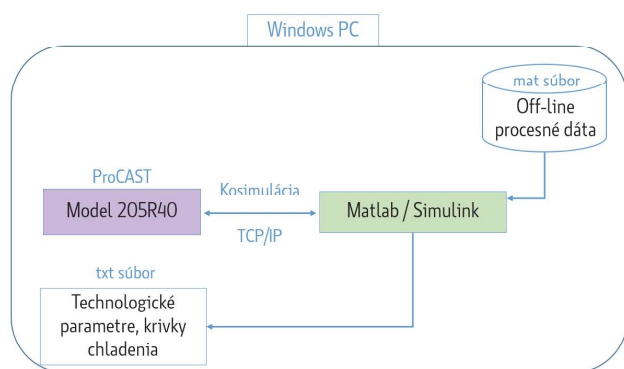 Windows PC
mat súbor
Off-line
procesné dáta
ProCAST
Model 205R40
Kosimulácia
TCP/IP
Matlab / Simulink
txt súbor
Technologické
parametre, krivky
chladenia